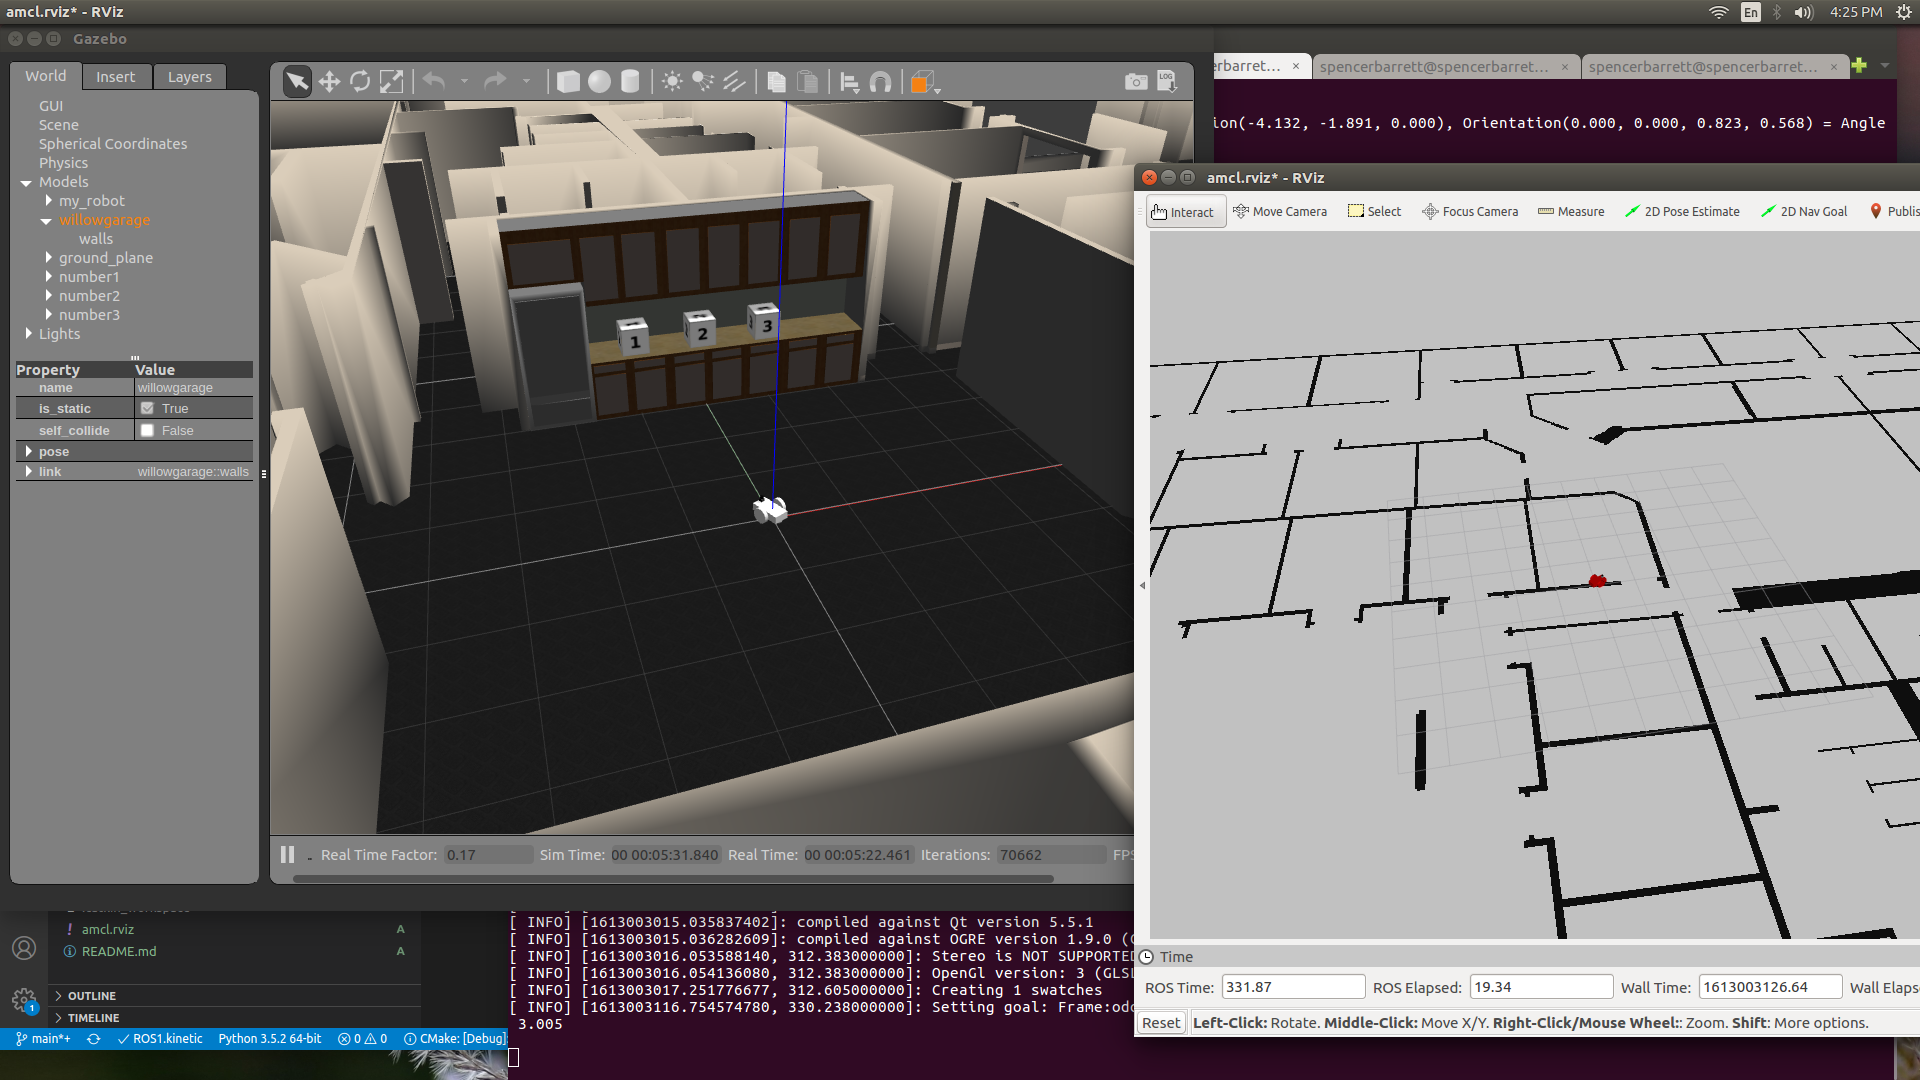 amcl.rviz* - RViz
En
4:25 PM
Gazebo
World
Insert
Layers
GUI
Scene
Spherical Coordinates
Physics
Models
my_robot
willowgarage
walls
ground_plane
number1
number2
number3
Lights
Property Value
name willowgarage
is_static True
self_collide False
pose
link willowgarage::walls
LOG
1
2
3
Real Time Factor: 0.17 Sim Time: 00 00:05:31.840 Real Time: 00 00:05:22.461 Iterations: 70662 FPS
erbarret... ×
spencerbarrett@spencerbarret... ×
spencerbarrett@spencerbarret... ×
ion(-4.132, -1.891, 0.000), Orientation(0.000, 0.000, 0.823, 0.568) = Angle
amcl.rviz* - RViz
Interact
Move Camera
Select
Focus Camera
Measure
2D Pose Estimate
2D Nav Goal
Publis
Time
ROS Time: 331.87 ROS Elapsed: 19.34 Wall Time: 1613003126.64 Wall Elaps
Reset Left-Click: Rotate. Middle-Click: Move X/Y. Right-Click/Mouse Wheel:: Zoom. Shift: More options.
! amcl.rviz A
README.md A
OUTLINE
TIMELINE
1
main*+
ROS1.kinetic
Python 3.5.2 64-bit
0 0
CMake: [Debug]
[ INFO] [1613003015.035837402]: compiled against Qt version 5.5.1
[ INFO] [1613003015.036282609]: compiled against OGRE version 1.9.0 (
[ INFO] [1613003016.053588140, 312.383000000]: Stereo is NOT SUPPORTED
[ INFO] [1613003016.054136080, 312.383000000]: OpenGl version: 3 (GLSL
[ INFO] [1613003017.251776677, 312.605000000]: Creating 1 swatches
[ INFO] [1613003116.754574780, 330.238000000]: Setting goal: Frame:odo
3.005